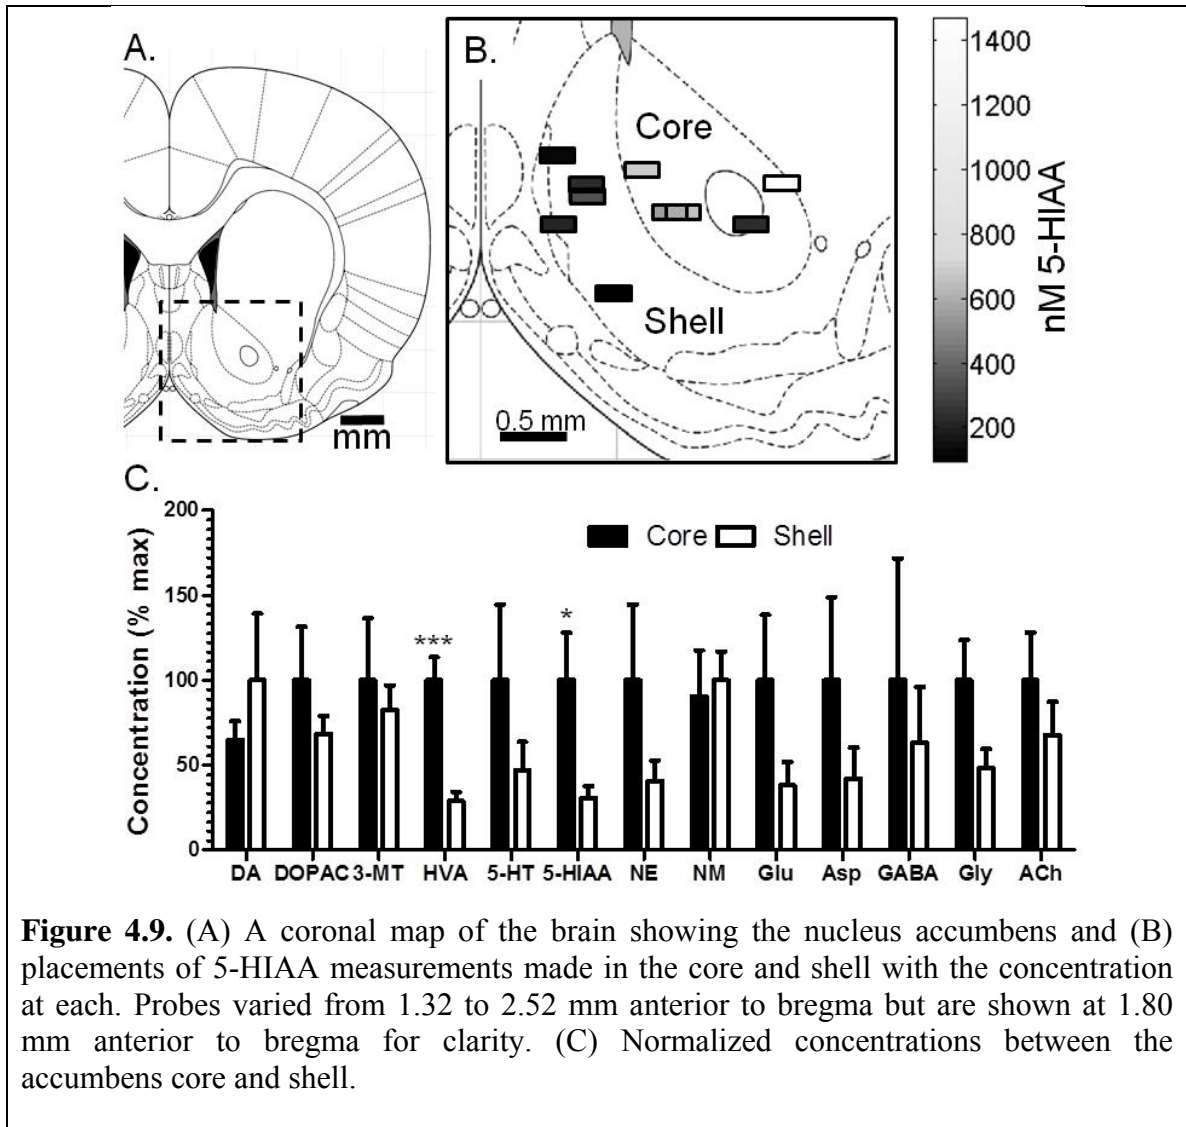 A.
mm
B.
Core
Shell
0.5 mm
1400
1200
1000
800
600
400
200
nM 5-HIAA
C.
Concentration (% max)
200
150
100
50
0
Core Shell
***
*
DA DOPAC 3-MT HVA 5-HT 5-HIAA NE NM Glu Asp GABA Gly ACh
Figure 4.9. (A) A coronal map of the brain showing the nucleus accumbens and (B)
placements of 5-HIAA measurements made in the core and shell with the concentration
at each. Probes varied from 1.32 to 2.52 mm anterior to bregma but are shown at 1.80
mm anterior to bregma for clarity. (C) Normalized concentrations between the
accumbens core and shell.